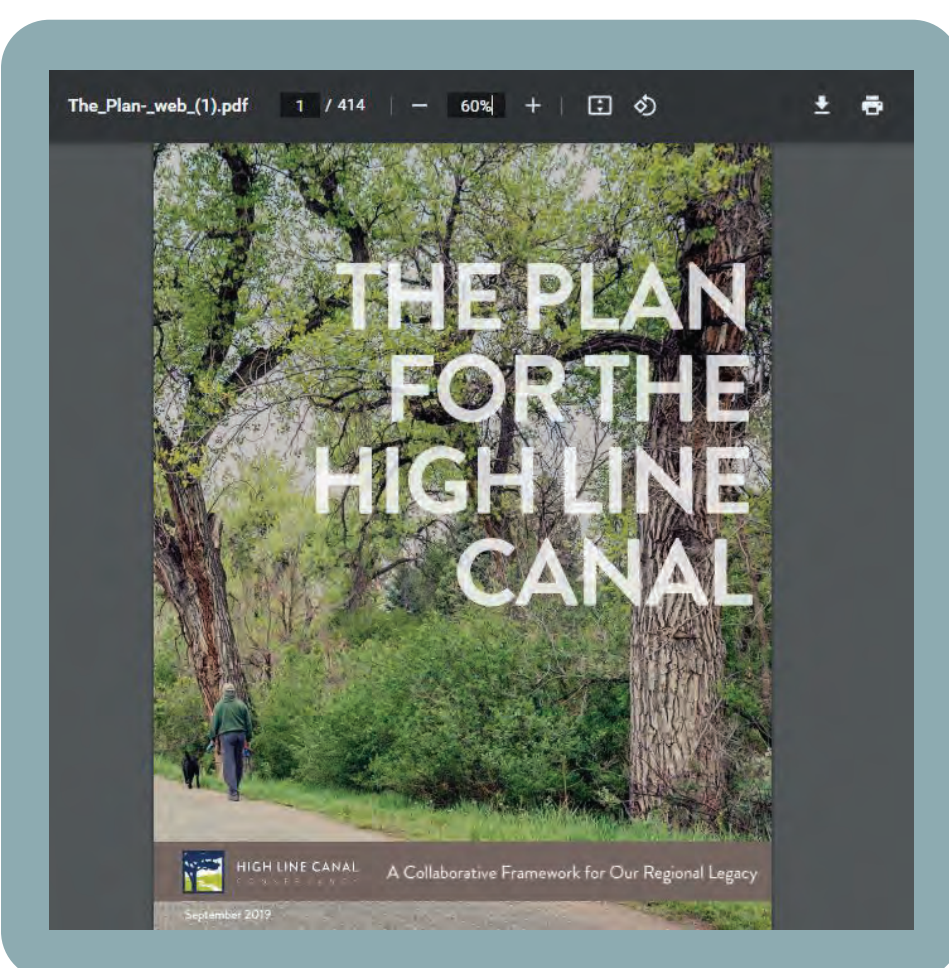 The_Plan-_web_(1).pdf 1 / 414 60%
THE PLAN
FOR THE
HIGH LINE
CANAL
HIGH LINE CANAL
CONSERVANCY
A Collaborative Framework for Our Regional Legacy
September 2019